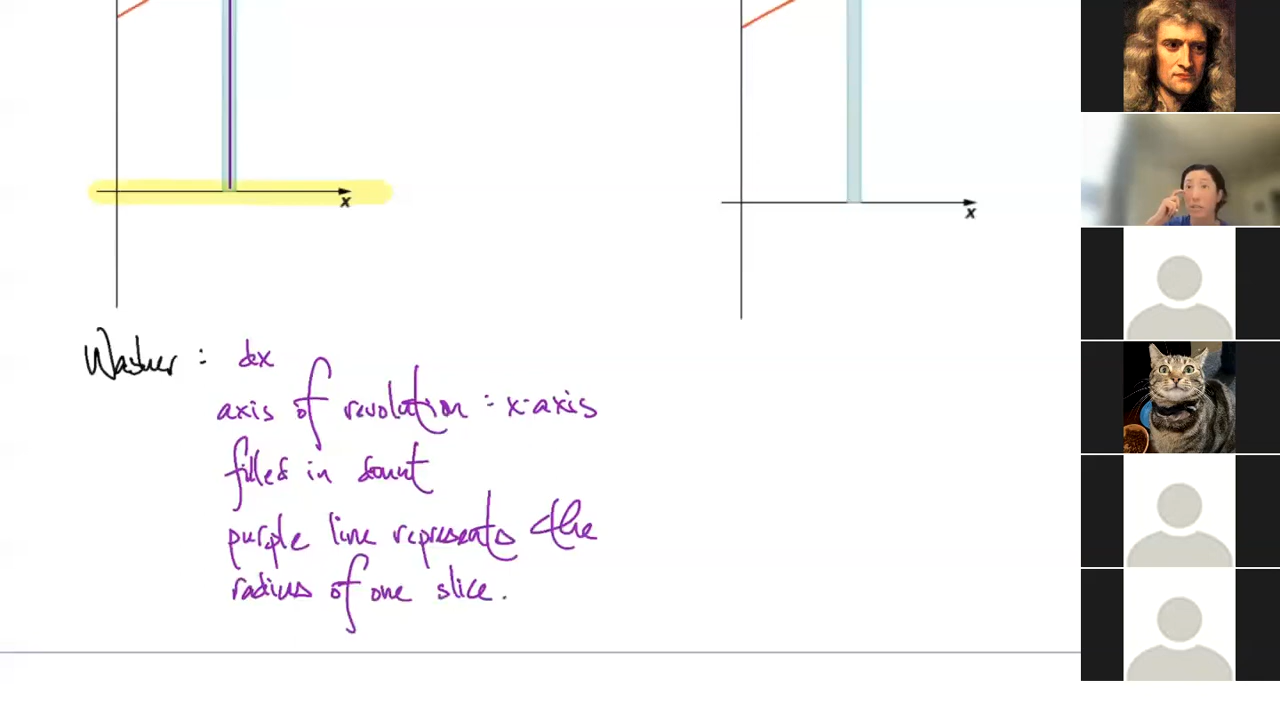 x
x
Washer : dx
axis of revolution = x-axis
filled in donut
purple line represents the
radius of one slice.